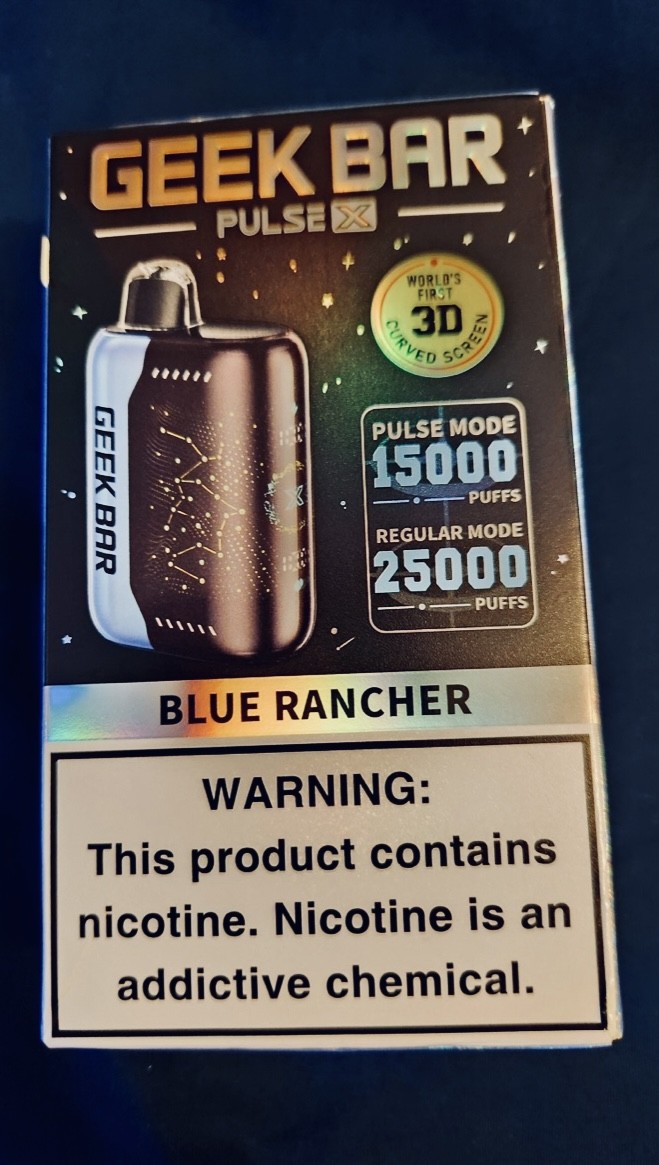 GEEK BAR
PULSE X
WORLD'S
FIRST
3D
CURVED SCREEN
GEEK BAR
X
PULSE MODE
15000
PUFFS
REGULAR MODE
25000
PUFFS
BLUE RANCHER
WARNING:
This product contains
nicotine. Nicotine is an
addictive chemical.